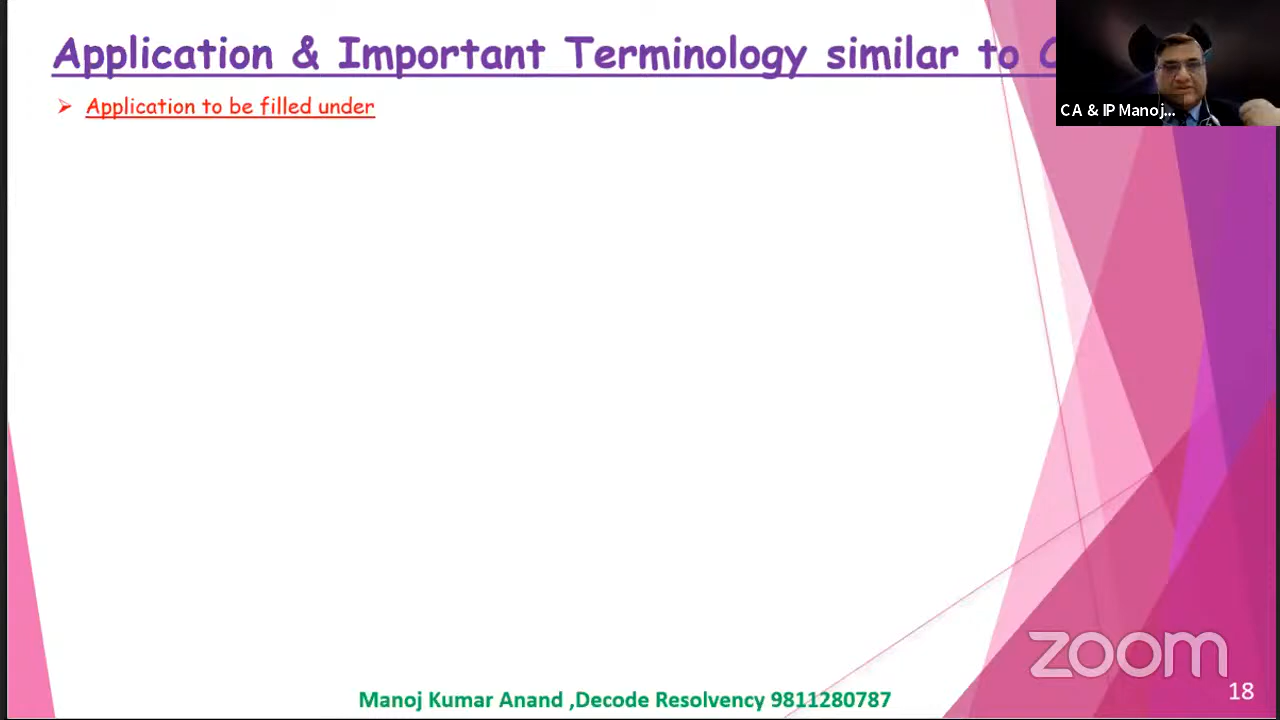 Application & Important Terminology similar to
CA & IP Manoj...
Application to be filled under
zoom
Manoj Kumar Anand ,Decode Resolvency 9811280787
18